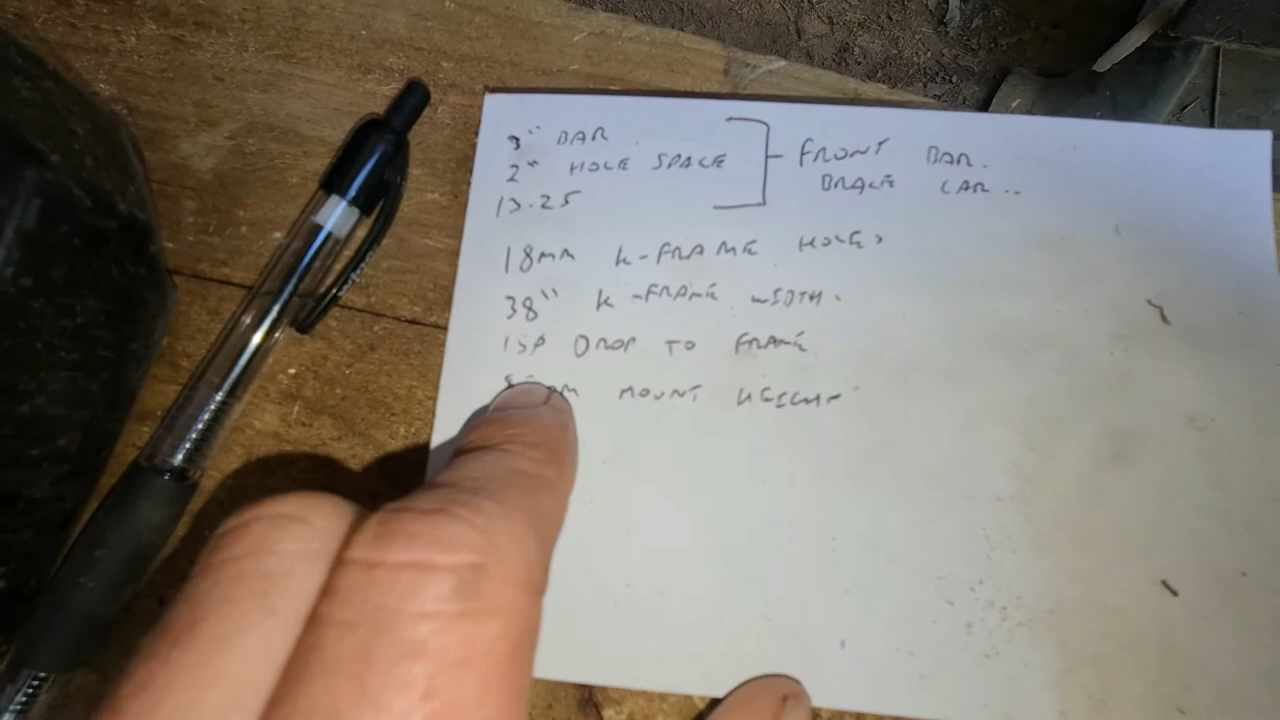 3" BAR
2" HOLE SPACE
13.25
FRONT BAR.
BRACE CAR..
18mm K-FRAME HOLES
38" K-FRAME WIDTH.
DROP TO FRAME
MOUNT HEIGHT